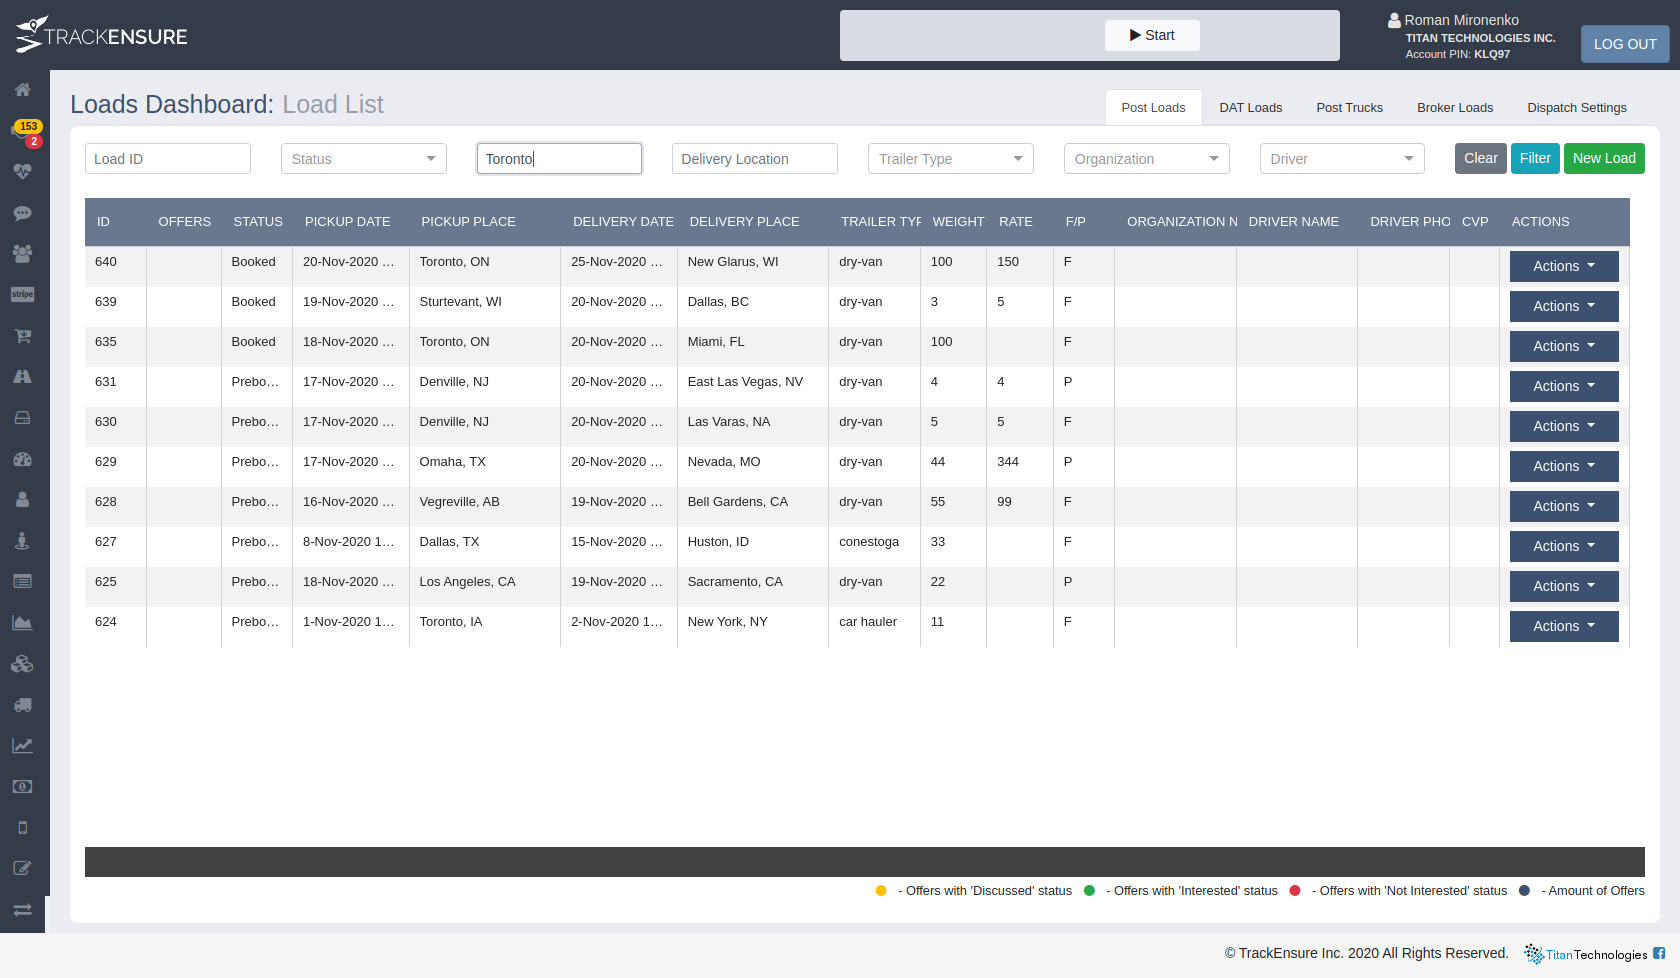 TRACKENSURE
Start
Roman Mironenko
TITAN TECHNOLOGIES INC.
Account PIN: KLQ97
LOG OUT
153
2
stripe
Loads Dashboard: Load List
Post Loads DAT Loads Post Trucks Broker Loads Dispatch Settings
Load ID Status Toronto Delivery Location Trailer Type Organization Driver Clear Filter New Load
ID OFFERS STATUS PICKUP DATE PICKUP PLACE DELIVERY DATE DELIVERY PLACE TRAILER TYP WEIGHT RATE F/P ORGANIZATION N DRIVER NAME DRIVER PHO CVP ACTIONS
640 Booked 20-Nov-2020 … Toronto, ON 25-Nov-2020 … New Glarus, WI dry-van 100 150 F Actions
639 Booked 19-Nov-2020 … Sturtevant, WI 20-Nov-2020 … Dallas, BC dry-van 3 5 F Actions
635 Booked 18-Nov-2020 … Toronto, ON 20-Nov-2020 … Miami, FL dry-van 100 F Actions
631 Prebo… 17-Nov-2020 … Denville, NJ 20-Nov-2020 … East Las Vegas, NV dry-van 4 4 P Actions
630 Prebo… 17-Nov-2020 … Denville, NJ 20-Nov-2020 … Las Varas, NA dry-van 5 5 F Actions
629 Prebo… 17-Nov-2020 … Omaha, TX 20-Nov-2020 … Nevada, MO dry-van 44 344 P Actions
628 Prebo… 16-Nov-2020 … Vegreville, AB 19-Nov-2020 … Bell Gardens, CA dry-van 55 99 F Actions
627 Prebo… 8-Nov-2020 1… Dallas, TX 15-Nov-2020 … Huston, ID conestoga 33 F Actions
625 Prebo… 18-Nov-2020 … Los Angeles, CA 19-Nov-2020 … Sacramento, CA dry-van 22 P Actions
624 Prebo… 1-Nov-2020 1… Toronto, IA 2-Nov-2020 1… New York, NY car hauler 11 F Actions
- Offers with 'Discussed' status - Offers with 'Interested' status - Offers with 'Not Interested' status - Amount of Offers
© TrackEnsure Inc. 2020 All Rights Reserved. TitanTechnologies